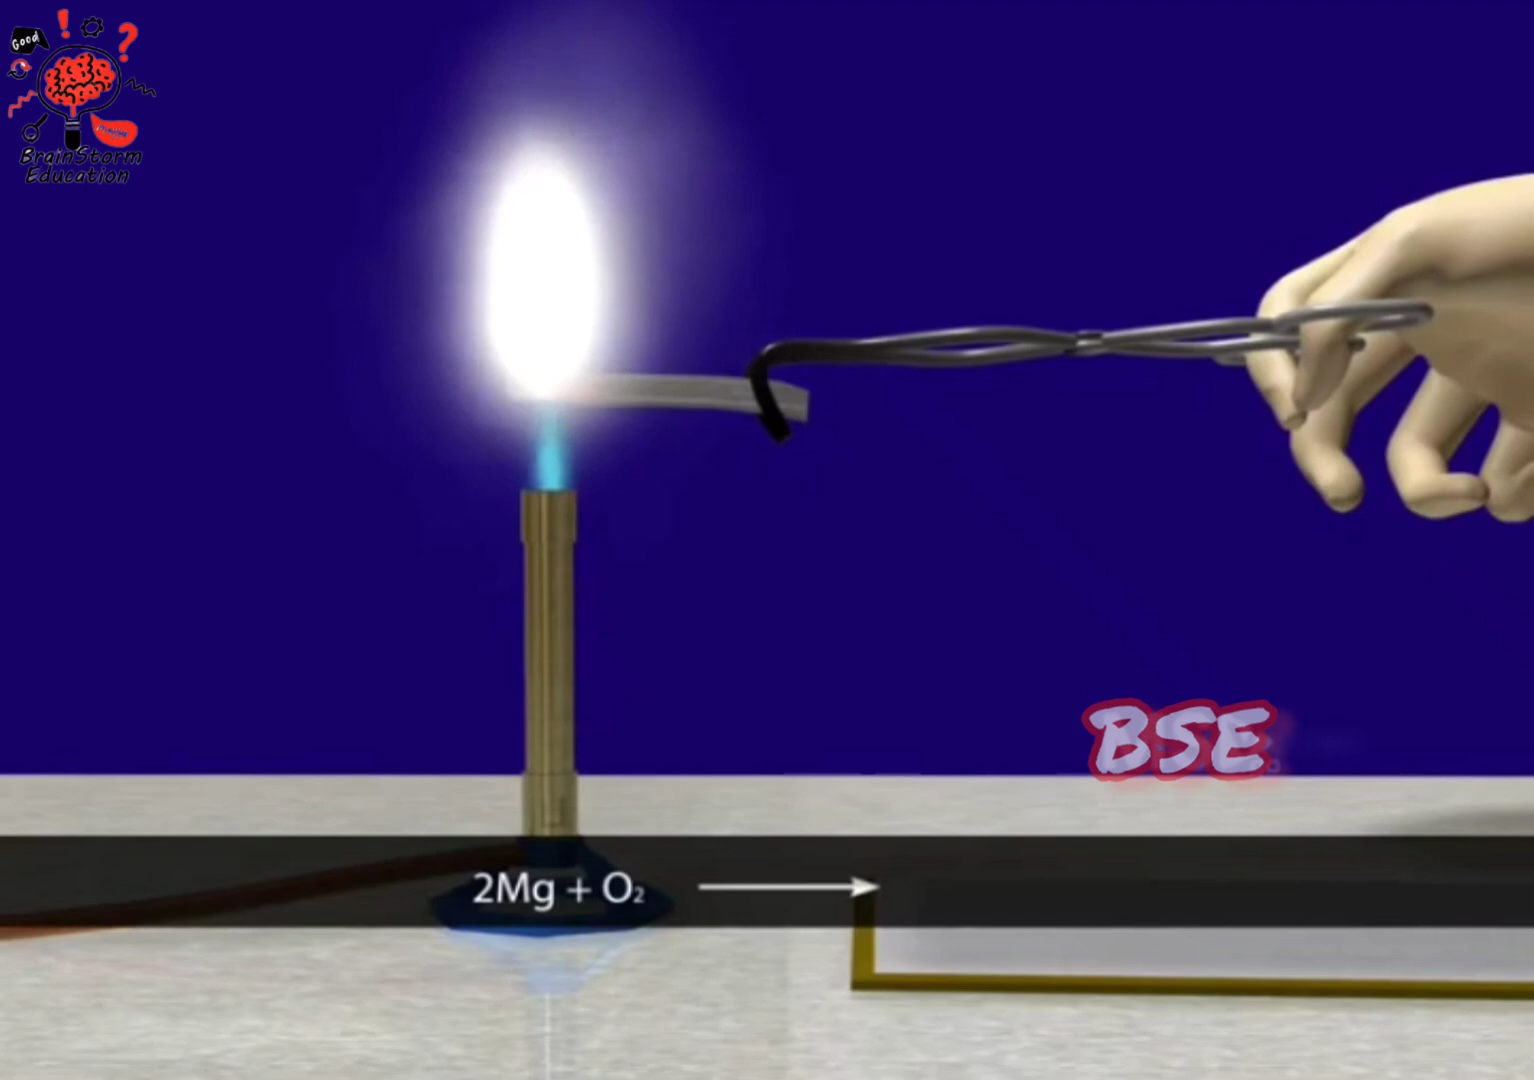 Good
BrainStorm
Education
BSE
2Mg + O₂